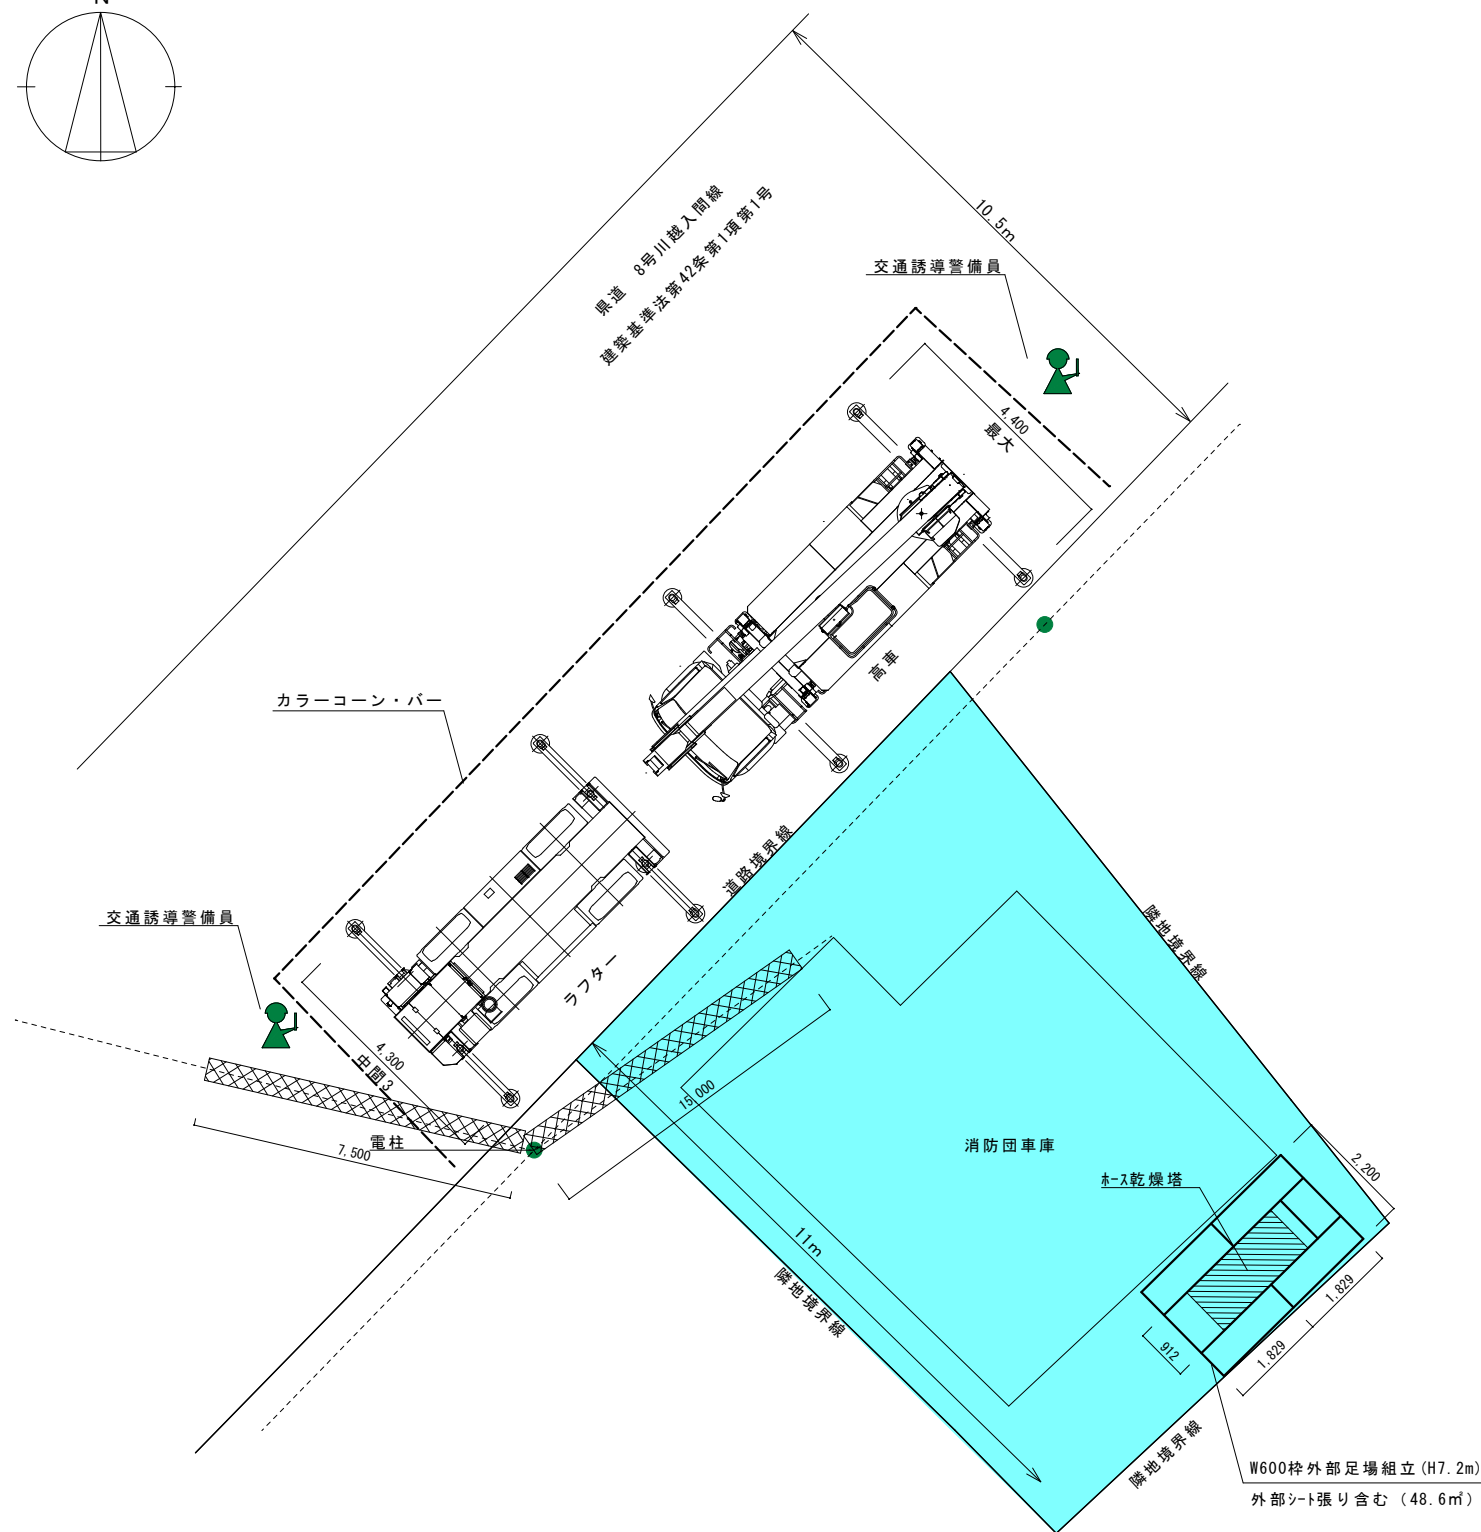 N
県道 8号川越入間線
建築基準法第42条第1項第1号
10.5m
交通誘導警備員
4,400
最大
高車
カラーコーン・バー
道路境界線
交通誘導警備員
ラフター
隣地境界線
4,300
中間3
電柱
7,500
15,000
消防団車庫
ホース乾燥塔
2,200
11m
隣地境界線
912
1,829
1,829
隣地境界線
W600枠外部足場組立(H7.2m)
外部シート張り含む (48.6㎡)